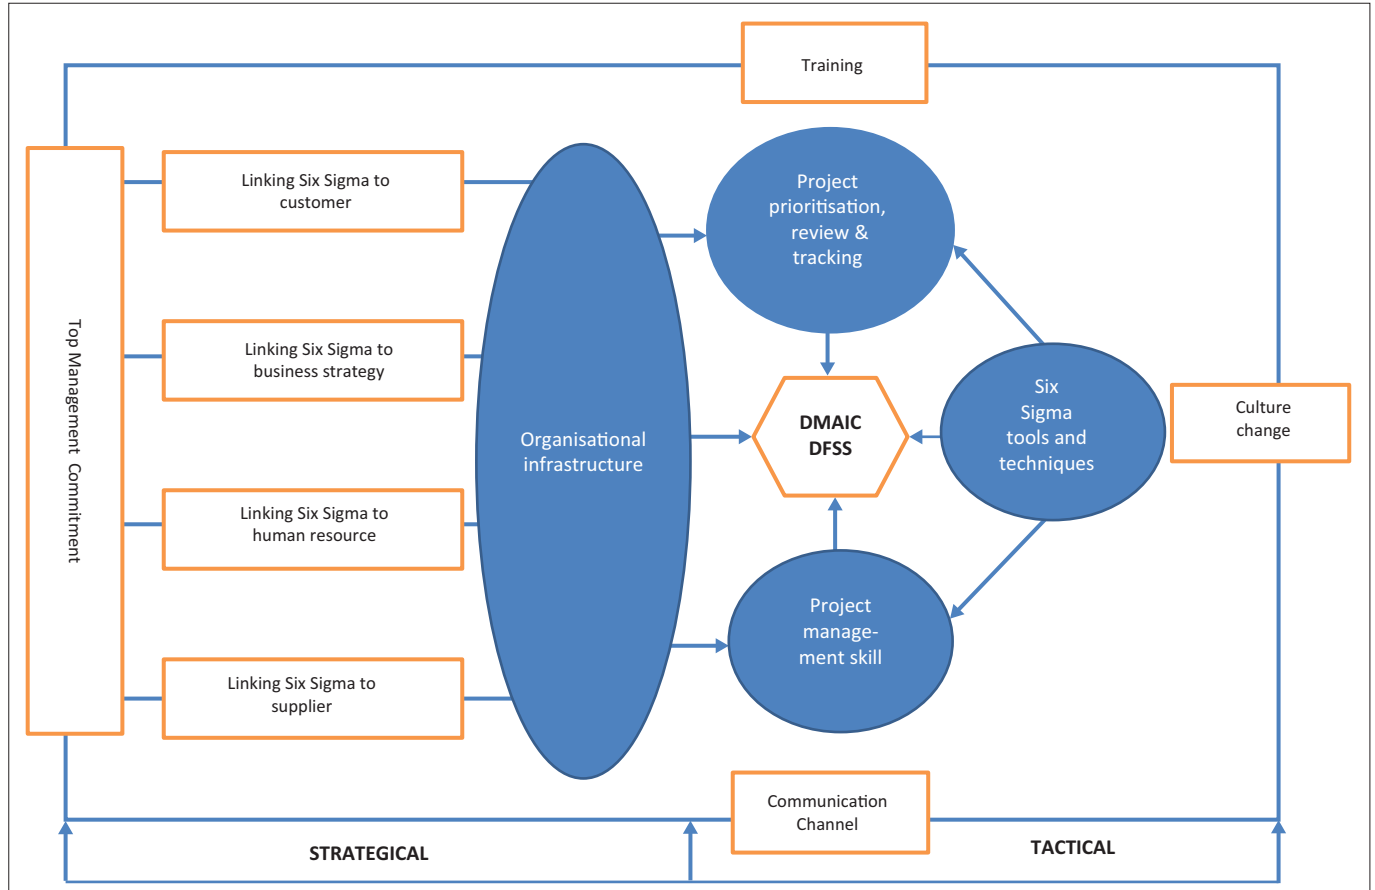 Training
Linking Six Sigma to
customer
Project
prioritisation,
review &
tracking
Top Management Commitment
Linking Six Sigma to
business strategy
Organisational
infrastructure
DMAIC
DFSS
Six
Sigma
tools and
techniques
Culture
change
Linking Six Sigma to
human resource
Project
manage-
ment skill
Linking Six Sigma to
supplier
Communication
Channel
STRATEGICAL
TACTICAL